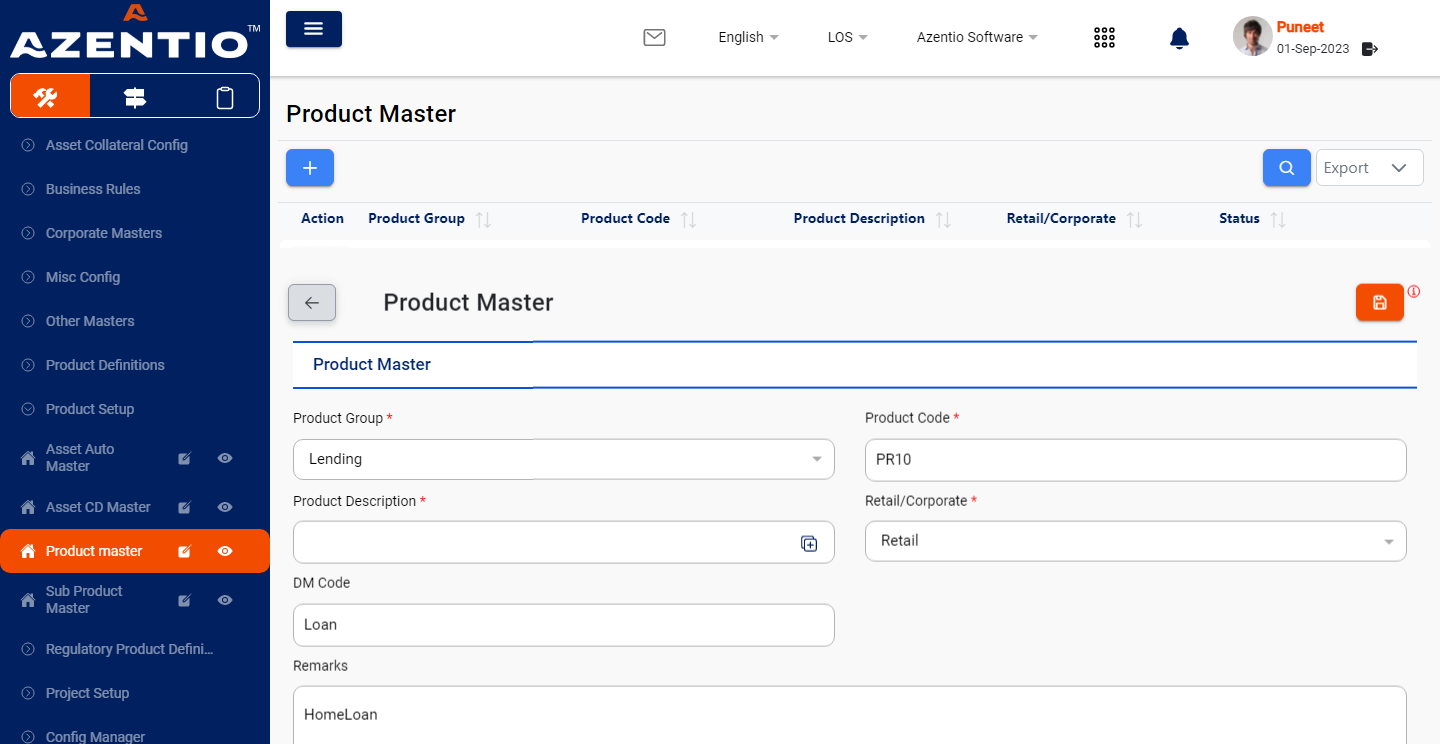 AZENTIO™
English
LOS
Azentio Software
Puneet
01-Sep-2023
Asset Collateral Config
Business Rules
Corporate Masters
Misc Config
Other Masters
Product Definitions
Product Setup
Asset Auto
Master
Asset CD Master
Product master
Sub Product
Master
Regulatory Product Defini...
Project Setup
Config Manager
Product Master
Export
Action Product Group Product Code Product Description Retail/Corporate Status
Product Master
Product Master
Product Group *
Lending
Product Code *
PR10
Product Description *
Retail/Corporate *
Retail
DM Code
Loan
Remarks
HomeLoan